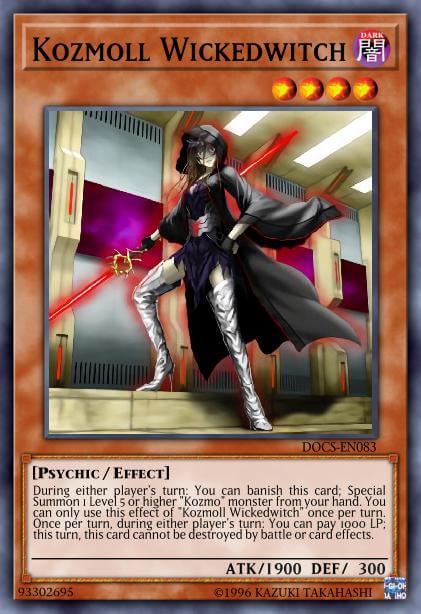 Kozmoll Wickedwitch
DARK
闇
DOCS-EN083
[Psychic / Effect]
During either player's turn: You can banish this card; Special
Summon 1 Level 5 or higher "Kozmo" monster from your hand. You
can only use this effect of "Kozmoll Wickedwitch" once per turn.
Once per turn, during either player's turn: You can pay 1000 LP;
this turn, this card cannot be destroyed by battle or card effects.
ATK/1900 DEF/ 300
93302695
©1996 KAZUKI TAKAHASHI